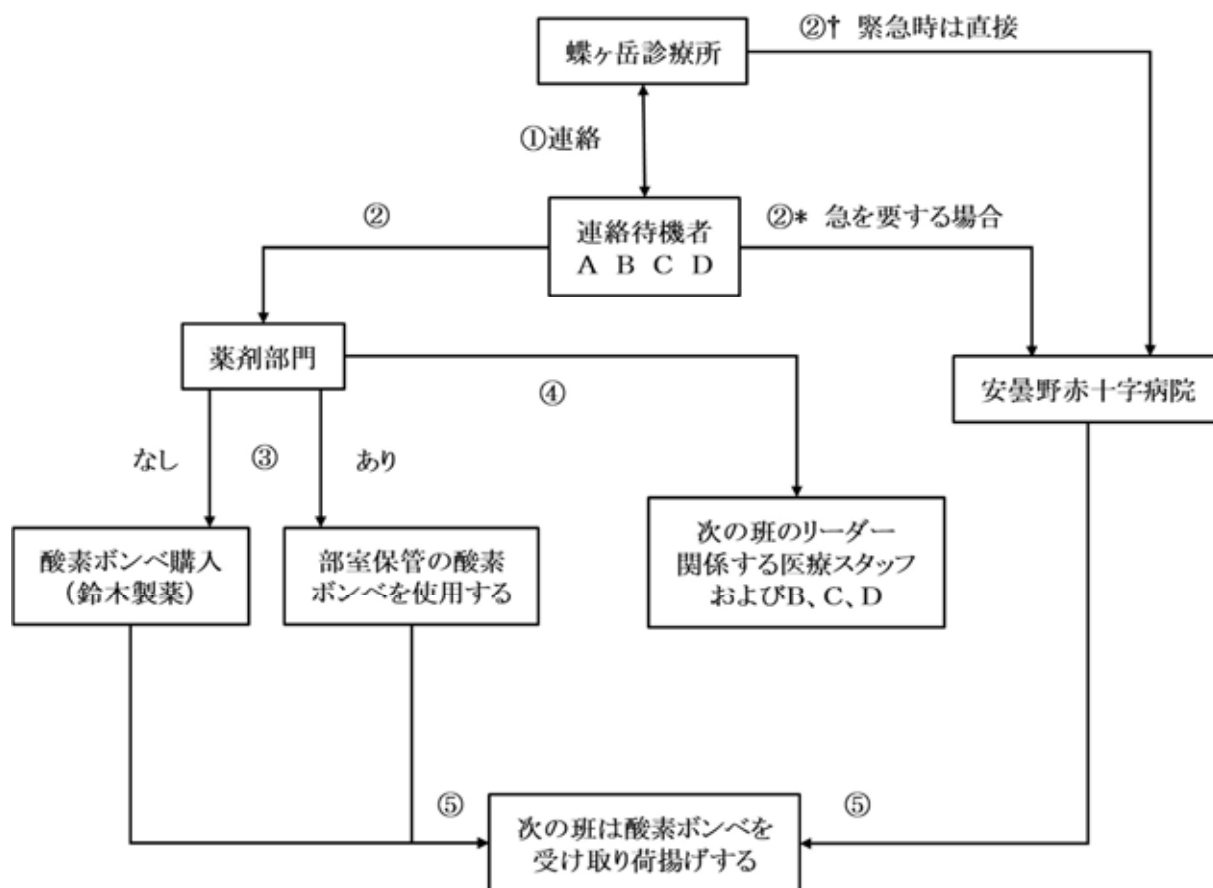 ②† 緊急時は直接
蝶ヶ岳診療所
①連絡
②
連絡待機者
A B C D
②* 急を要する場合
薬剤部門
④
安曇野赤十字病院
なし
③
あり
酸素ボンベ購入
(鈴木製薬)
部室保管の酸素
ボンベを使用する
次の班のリーダー
関係する医療スタッフ
およびB、C、D
⑤
次の班は酸素ボンベを
受け取り荷揚げする
⑤